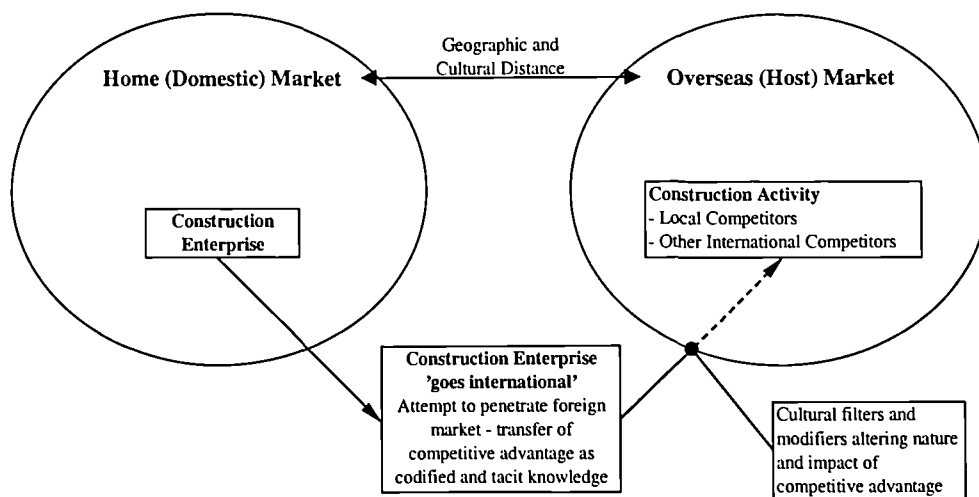 Geographic and
Cultural Distance
Home (Domestic) Market
Overseas (Host) Market
Construction
Enterprise
Construction Activity
- Local Competitors
- Other International Competitors
Construction Enterprise
'goes international'
Attempt to penetrate foreign
market - transfer of
competitive advantage as
codified and tacit knowledge
Cultural filters and
modifiers altering nature
and impact of
competitive advantage